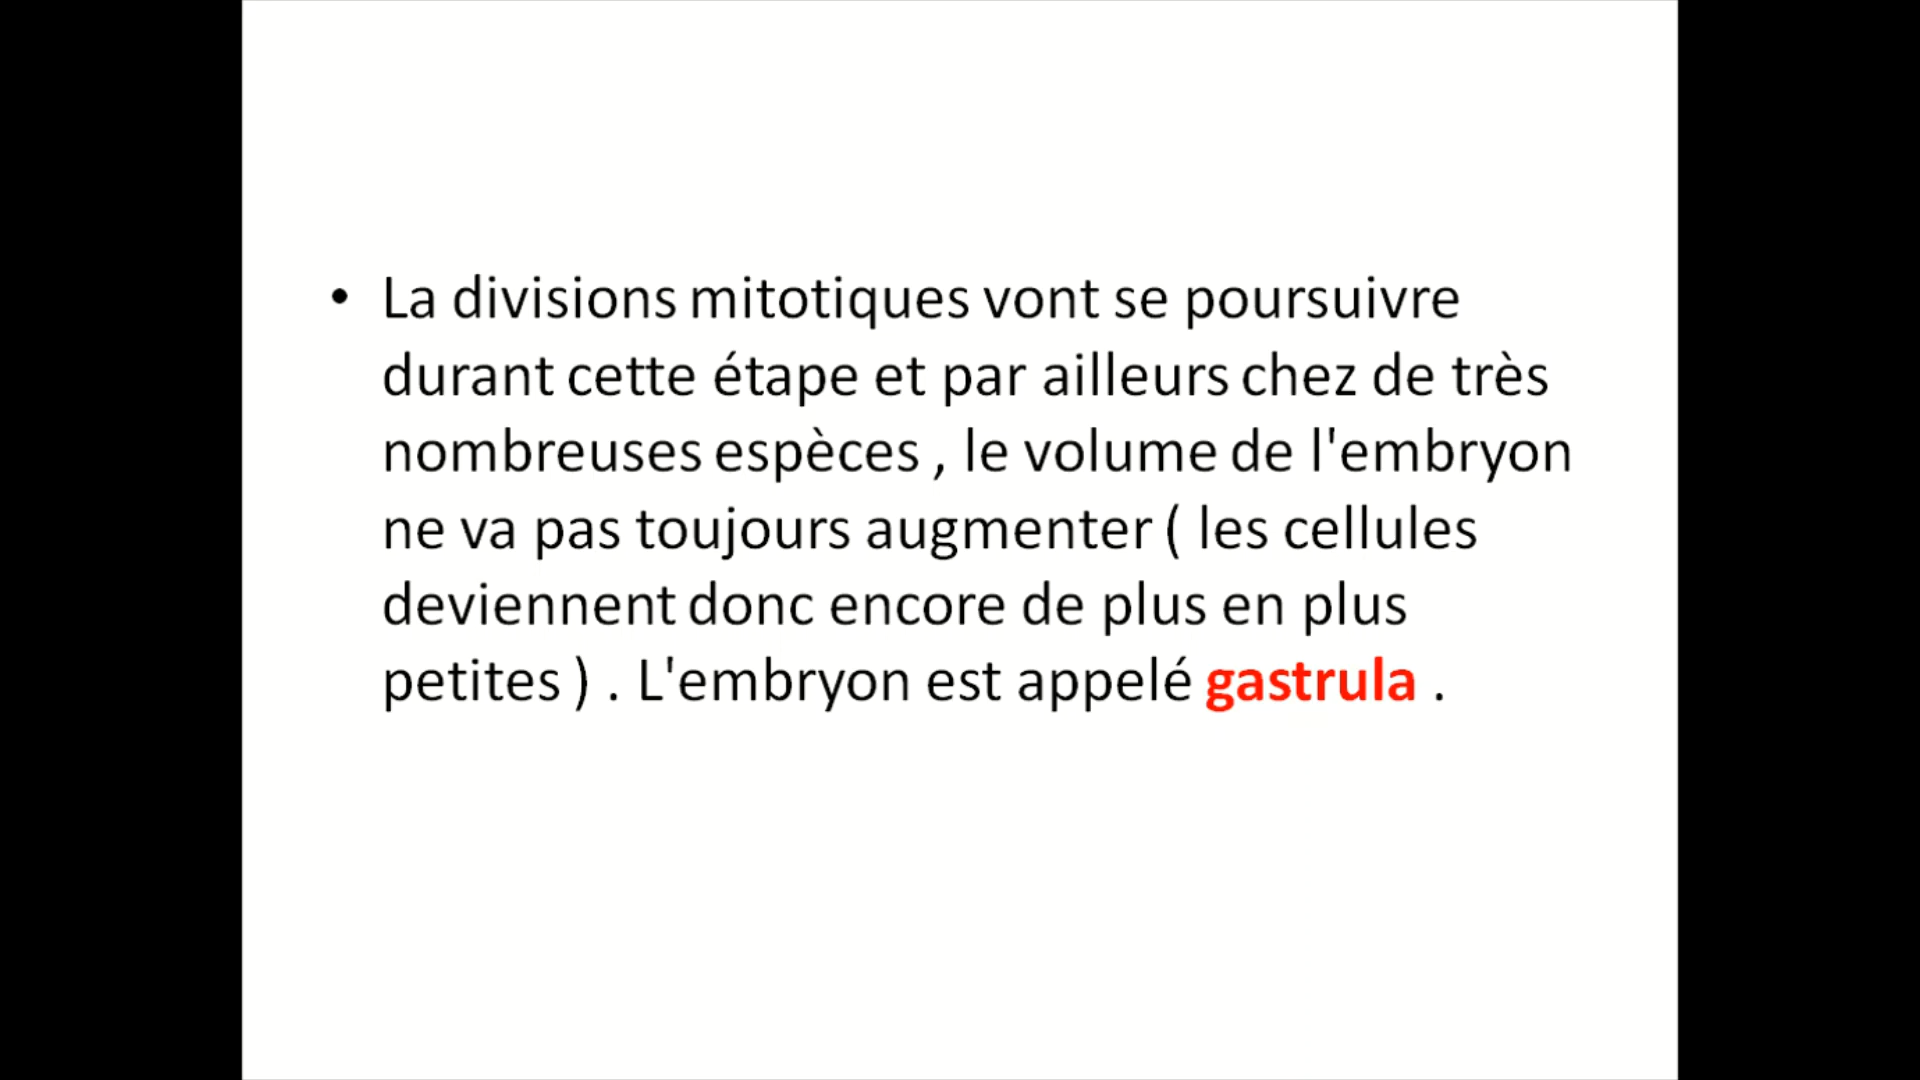 • La divisions mitotiques vont se poursuivre
durant cette étape et par ailleurs chez de très
nombreuses espèces , le volume de l'embryon
ne va pas toujours augmenter ( les cellules
deviennent donc encore de plus en plus
petites ) . L'embryon est appelé gastrula .